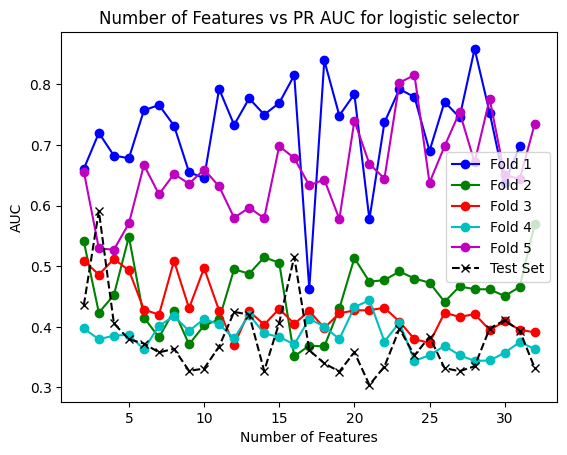 Number of Features vs PR AUC for logistic selector
AUC
0.8
0.7
0.6
0.5
0.4
0.3
Fold 1
Fold 2
Fold 3
Fold 4
Fold 5
Test Set
5 10 15 20 25 30
Number of Features